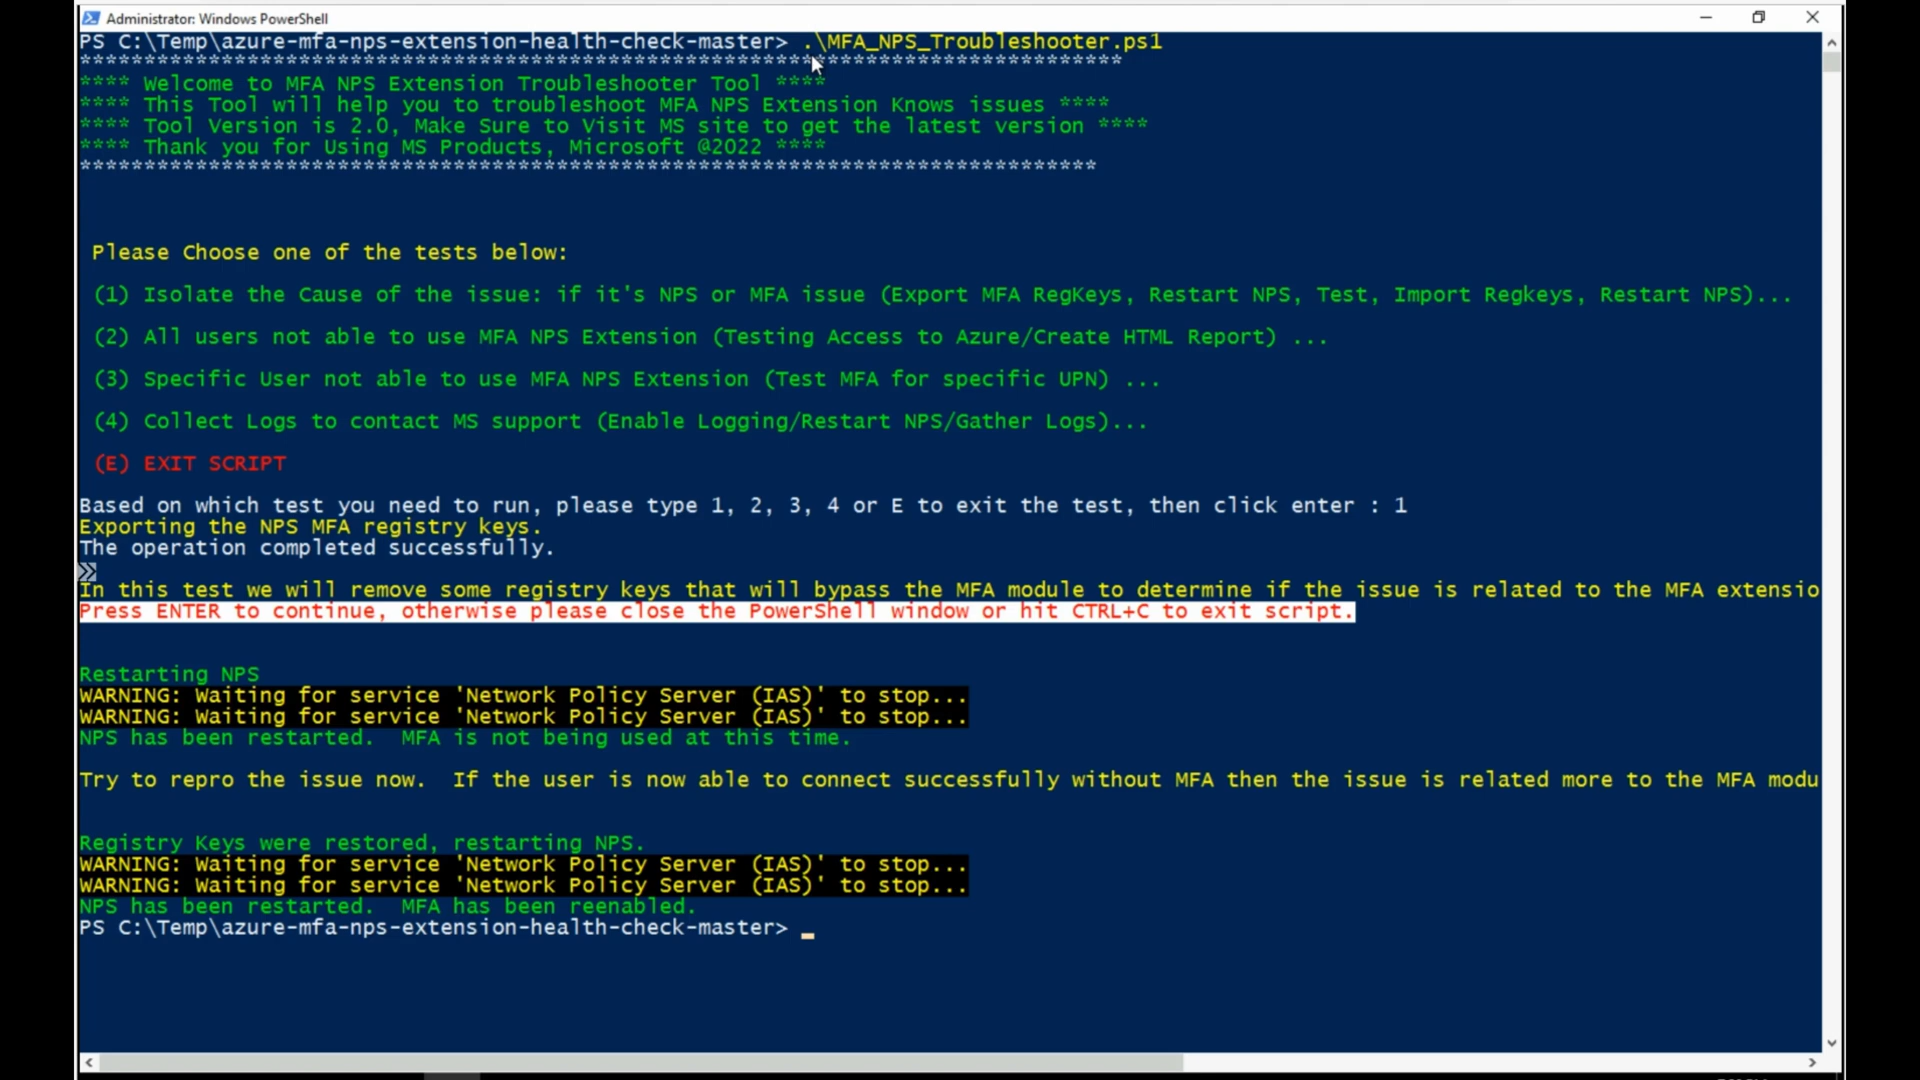 Administrator: Windows PowerShell
PS C:\Temp\azure-mfa-nps-extension-health-check-master> .\MFA_NPS_Troubleshooter.ps1
*********************************************************************************
**** Welcome to MFA NPS Extension Troubleshooter Tool ****
**** This Tool will help you to troubleshoot MFA NPS Extension Knows issues ****
**** Tool Version is 2.0, Make Sure to Visit MS site to get the latest version ****
**** Thank you for Using MS Products, Microsoft @2022 ****
*******************************************************************************
Please Choose one of the tests below:
(1) Isolate the Cause of the issue: if it's NPS or MFA issue (Export MFA RegKeys, Restart NPS, Test, Import Regkeys, Restart NPS)...
(2) All users not able to use MFA NPS Extension (Testing Access to Azure/Create HTML Report) ...
(3) Specific User not able to use MFA NPS Extension (Test MFA for specific UPN) ...
(4) Collect Logs to contact MS support (Enable Logging/Restart NPS/Gather Logs)...
(E) EXIT SCRIPT
Based on which test you need to run, please type 1, 2, 3, 4 or E to exit the test, then click enter : 1
Exporting the NPS MFA registry keys.
The operation completed successfully.
In this test we will remove some registry keys that will bypass the MFA module to determine if the issue is related to the MFA extensio
Press ENTER to continue, otherwise please close the PowerShell window or hit CTRL+C to exit script.
Restarting NPS
WARNING: Waiting for service 'Network Policy Server (IAS)' to stop...
WARNING: Waiting for service 'Network Policy Server (IAS)' to stop...
NPS has been restarted.  MFA is not being used at this time.
Try to repro the issue now.  If the user is now able to connect successfully without MFA then the issue is related more to the MFA modu
Registry Keys were restored, restarting NPS.
WARNING: Waiting for service 'Network Policy Server (IAS)' to stop...
WARNING: Waiting for service 'Network Policy Server (IAS)' to stop...
NPS has been restarted.  MFA has been reenabled.
PS C:\Temp\azure-mfa-nps-extension-health-check-master> _